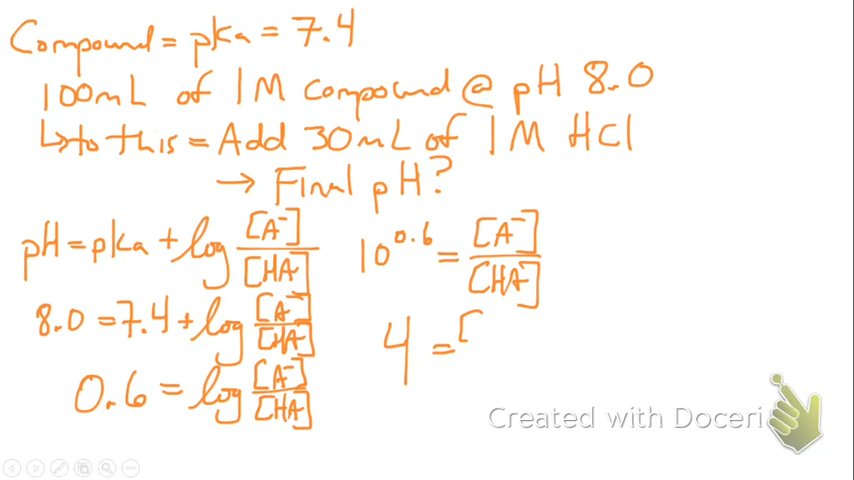 Compound = pka = 7.4
100mL of 1M compound @ pH 8.0
↳to this = Add 30mL of 1M HCl
→ Final pH?
pH = pka + log [A⁻]/[HA]
8.0 = 7.4 + log [A⁻]/[HA]
0.6 = log [A⁻]/[HA]
10^0.6 = [A⁻]/[HA]
4 = [
Created with Doceri